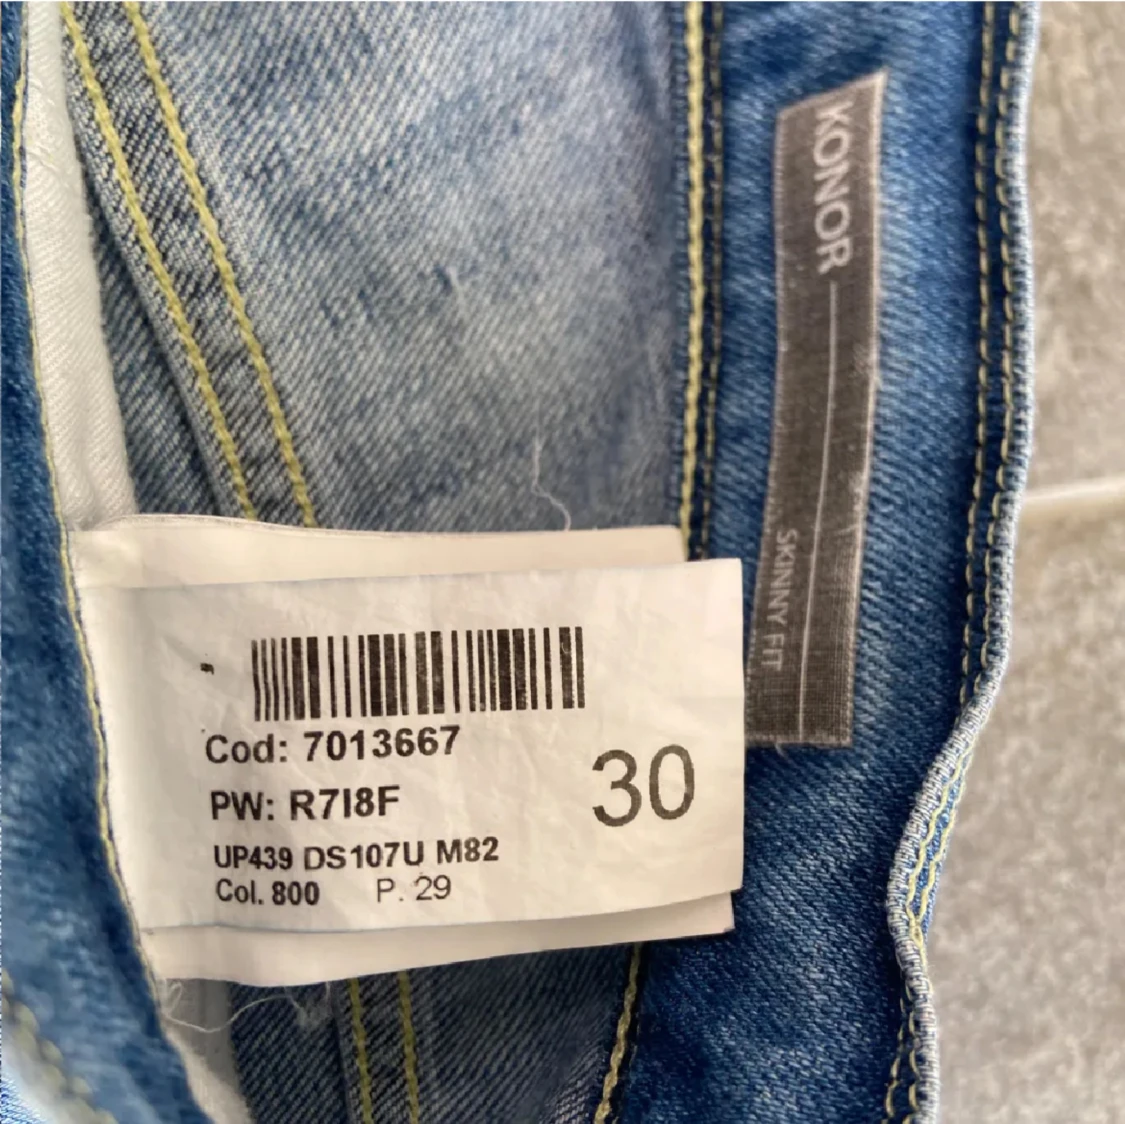 KONOR
SKINNY FIT
Cod: 7013667
PW: R7I8F
30
UP439 DS107U M82
Col. 800 P. 29